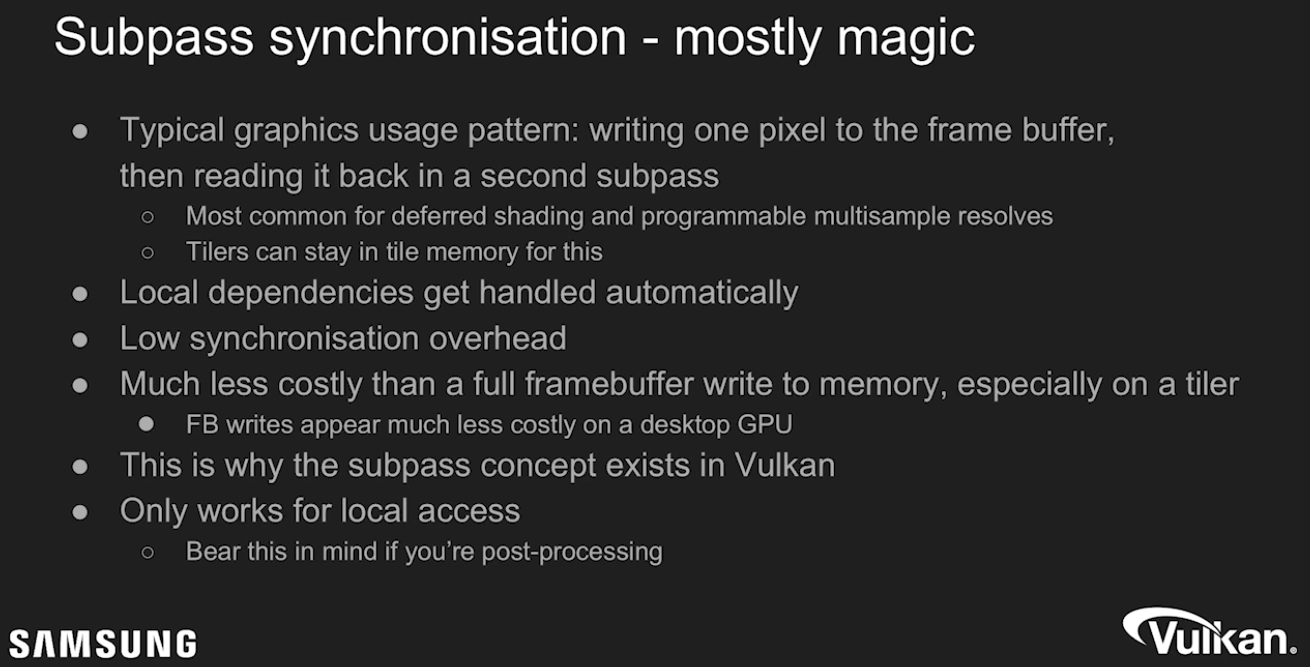 Subpass synchronisation - mostly magic
● Typical graphics usage pattern: writing one pixel to the frame buffer,
then reading it back in a second subpass
○ Most common for deferred shading and programmable multisample resolves
○ Tilers can stay in tile memory for this
● Local dependencies get handled automatically
● Low synchronisation overhead
● Much less costly than a full framebuffer write to memory, especially on a tiler
● FB writes appear much less costly on a desktop GPU
● This is why the subpass concept exists in Vulkan
● Only works for local access
○ Bear this in mind if you're post-processing
SAMSUNG
Vulkan.®